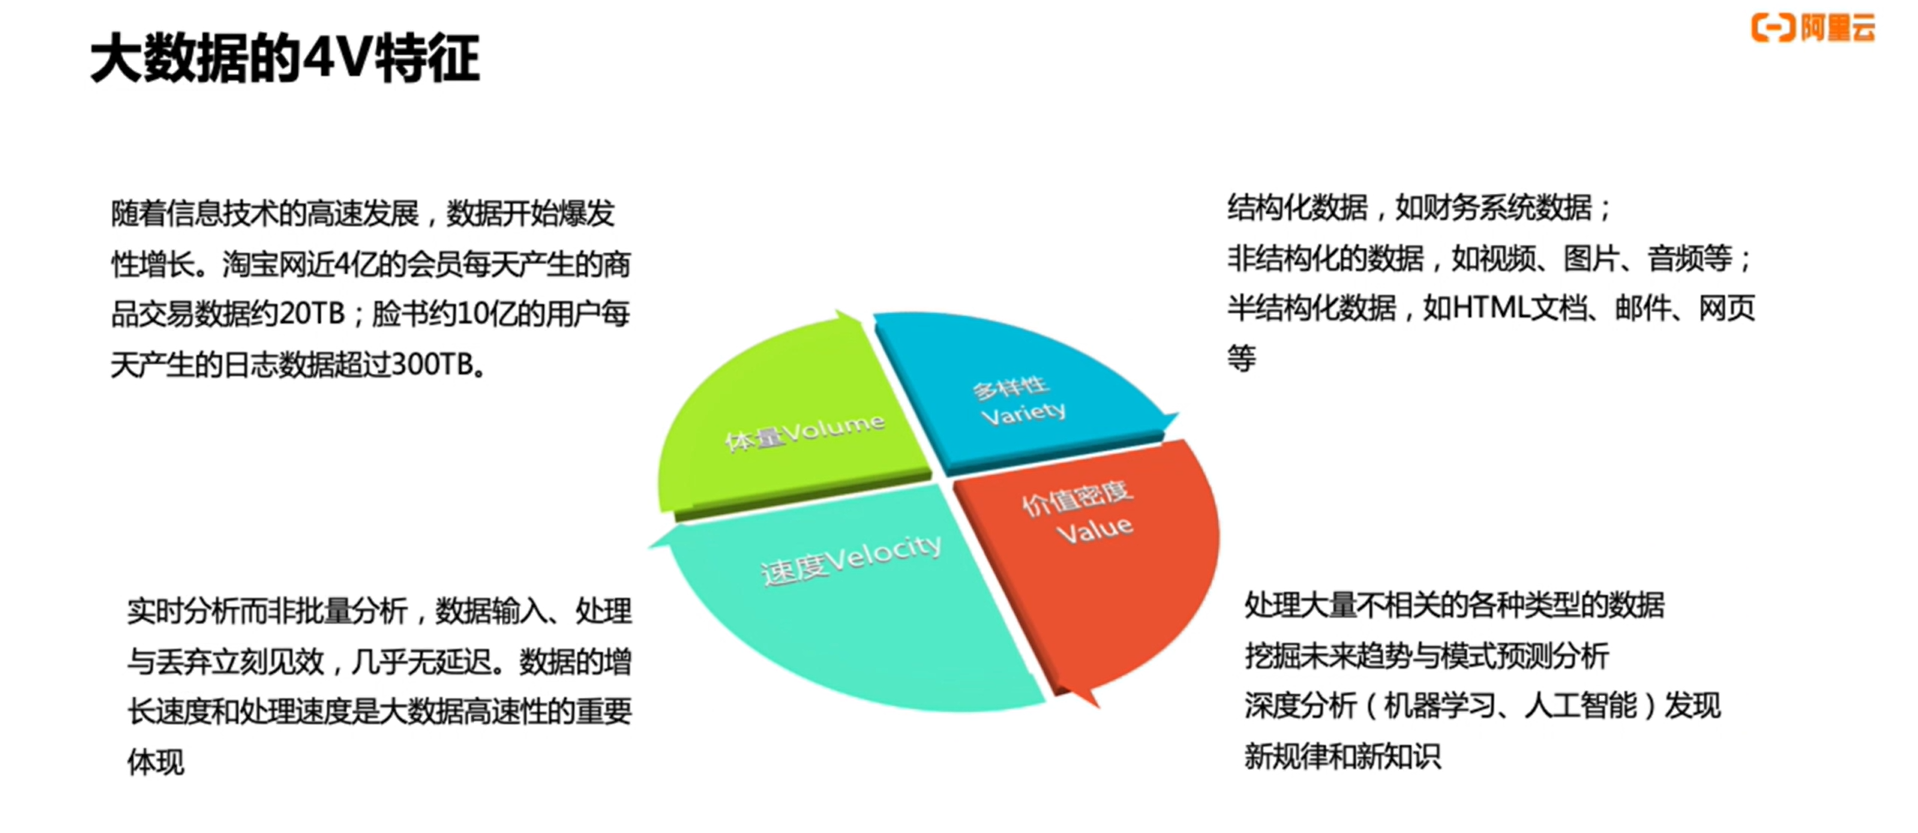 大数据的4V特征
阿里云
随着信息技术的高速发展，数据开始爆发
性增长。淘宝网近4亿的会员每天产生的商
品交易数据约20TB；脸书约10亿的用户每
天产生的日志数据超过300TB。
结构化数据，如财务系统数据；
非结构化的数据，如视频、图片、音频等；
半结构化数据，如HTML文档、邮件、网页
等
体量Volume
多样性
Variety
速度Velocity
价值密度
Value
实时分析而非批量分析，数据输入、处理
与丢弃立刻见效，几乎无延迟。数据的增
长速度和处理速度是大数据高速性的重要
体现
处理大量不相关的各种类型的数据
挖掘未来趋势与模式预测分析
深度分析（机器学习、人工智能）发现
新规律和新知识